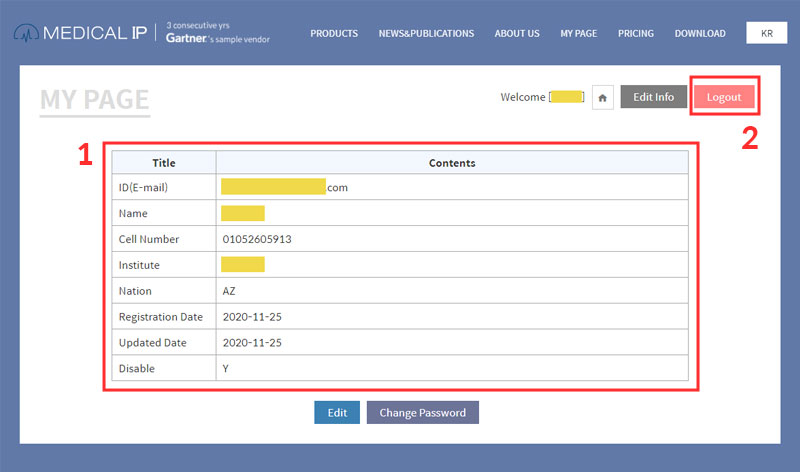 MEDICAL IP
3 consecutive yrs
Gartner.'s sample vendor
PRODUCTS NEWS&PUBLICATIONS ABOUT US MY PAGE PRICING DOWNLOAD KR
MY PAGE
Welcome [ ] Edit Info Logout
1
2
Title Contents
ID(E-mail) .com
Name
Cell Number 01052605913
Institute
Nation AZ
Registration Date 2020-11-25
Updated Date 2020-11-25
Disable Y
Edit Change Password